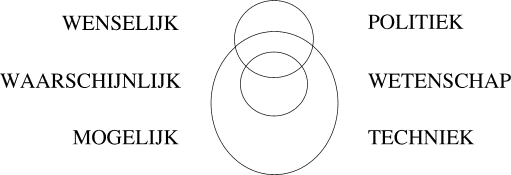 WENSELIJK POLITIEK
WAARSCHIJNLIJK WETENSCHAP
MOGELIJK TECHNIEK